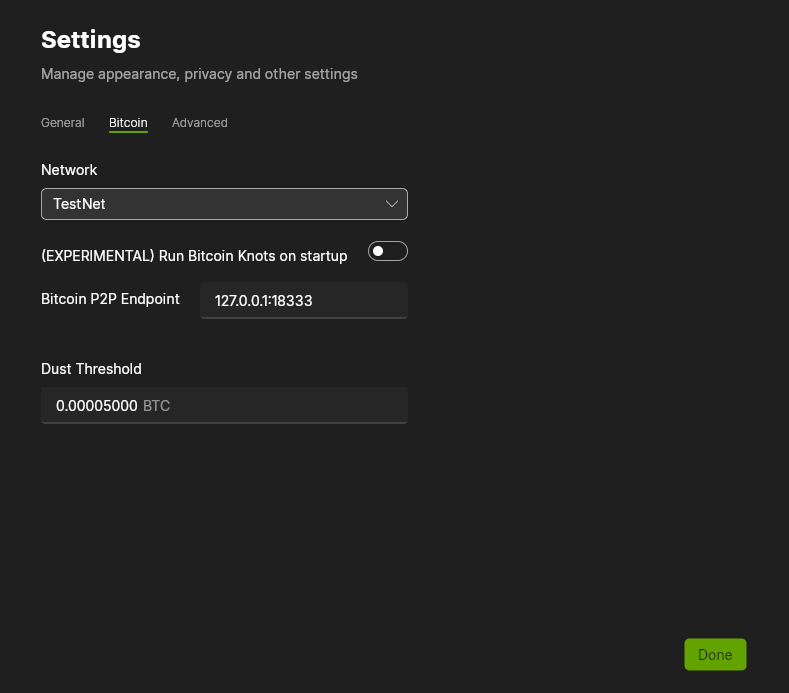 Settings
Manage appearance, privacy and other settings
General Bitcoin Advanced
Network
TestNet
(EXPERIMENTAL) Run Bitcoin Knots on startup
Bitcoin P2P Endpoint 127.0.0.1:18333
Dust Threshold
0.00005000 BTC
Done